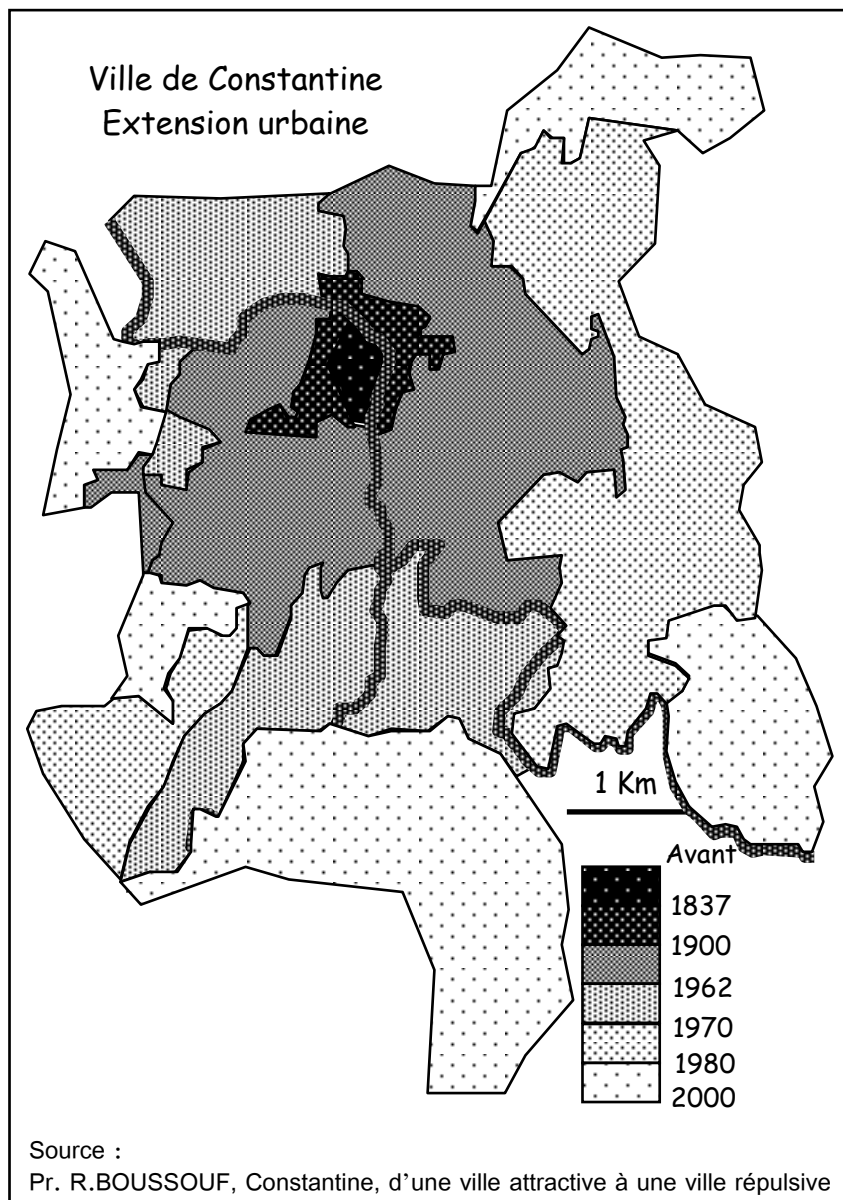 Ville de Constantine
Extension urbaine
1 Km
Avant
1837
1900
1962
1970
1980
2000
Source :
Pr. R.BOUSSOUF, Constantine, d’une ville attractive à une ville répulsive